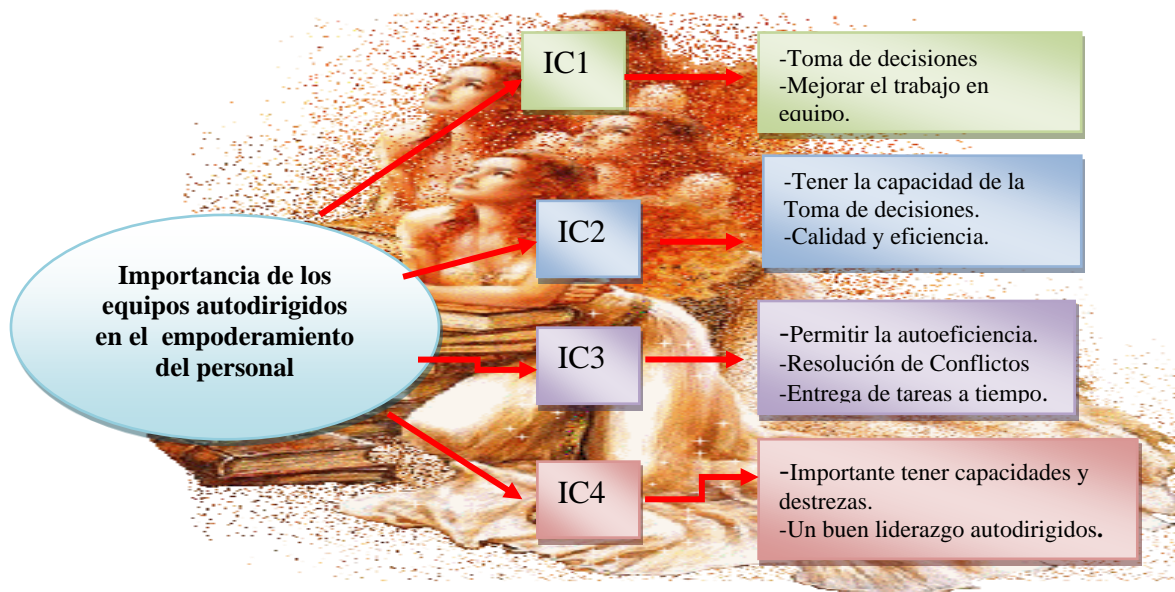 IC1
-Toma de decisiones
-Mejorar el trabajo en
equipo.
IC2
-Tener la capacidad de la
Toma de decisiones.
-Calidad y eficiencia.
Importancia de los
equipos autodirigidos
en el empoderamiento
del personal
IC3
-Permitir la autoeficiencia.
-Resolución de Conflictos
-Entrega de tareas a tiempo.
IC4
-Importante tener capacidades y
destrezas.
-Un buen liderazgo autodirigidos.